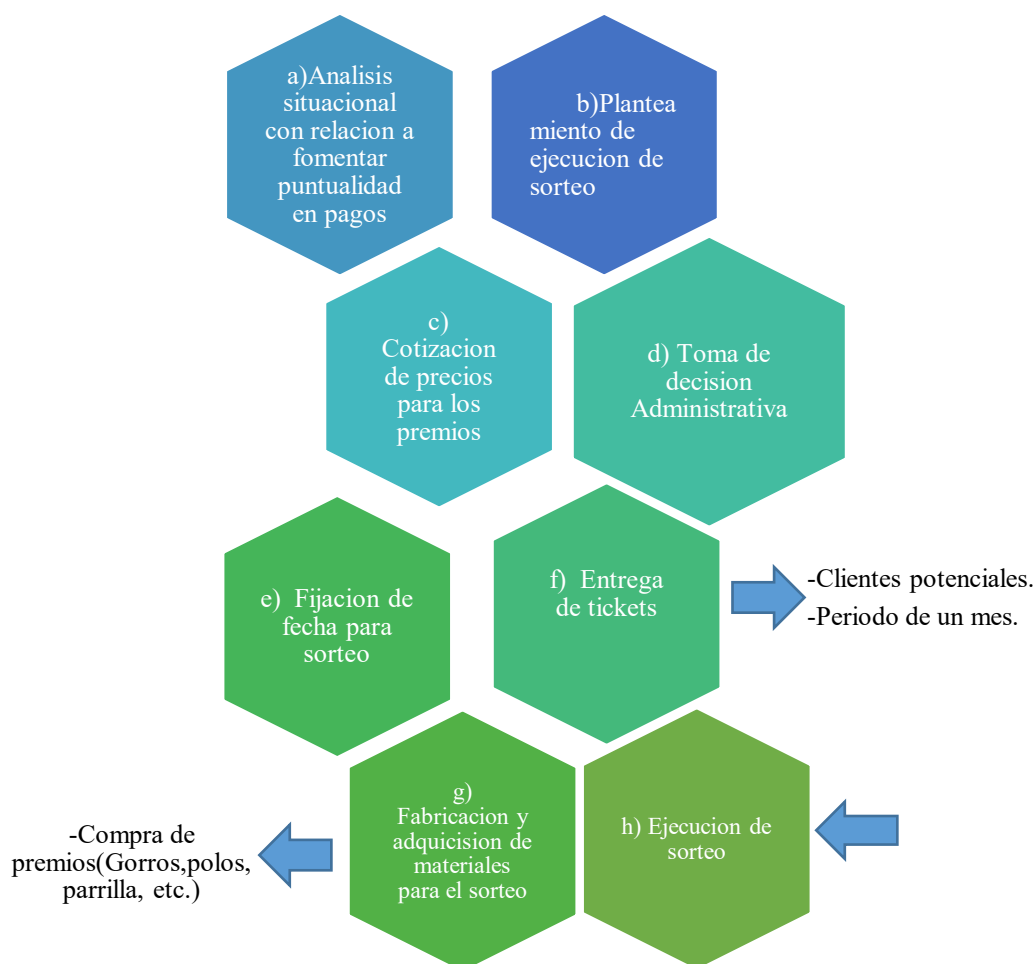 a)Analisis
situacional
con relacion a
fomentar
puntualidad
en pagos
b)Plantea
miento de
ejecucion de
sorteo
c)
Cotizacion
de precios
para los
premios
d) Toma de
decision
Administrativa
e) Fijacion de
fecha para
sorteo
f) Entrega
de tickets
-Clientes potenciales.
-Periodo de un mes.
g)
Fabricacion y
adquicision de
materiales
para el sorteo
-Compra de
premios(Gorros,polos,
parrilla, etc.)
h) Ejecucion de
sorteo